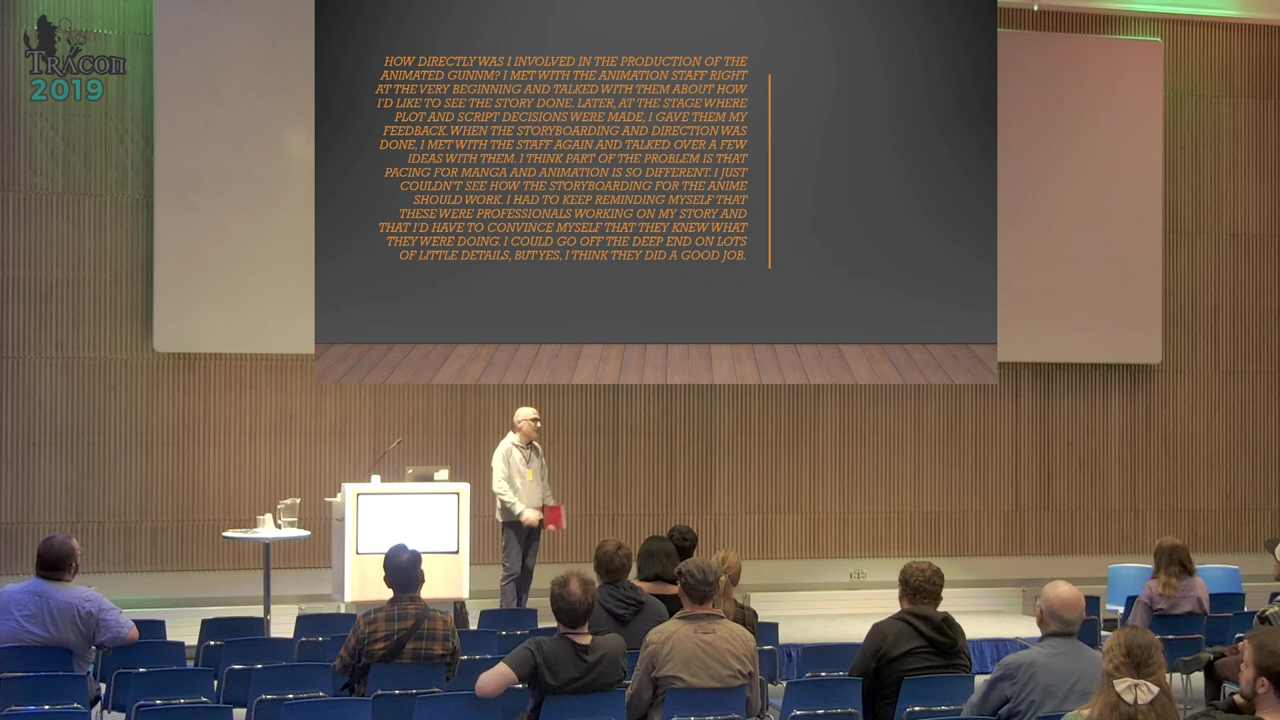 TRACON
2019
HOW DIRECTLY WAS I INVOLVED IN THE PRODUCTION OF THE
ANIMATED GUNNM? I MET WITH THE ANIMATION STAFF RIGHT
AT THE VERY BEGINNING AND TALKED WITH THEM ABOUT HOW
I'D LIKE TO SEE THE STORY DONE. LATER, AT THE STAGE WHERE
PLOT AND SCRIPT DECISIONS WERE MADE, I GAVE THEM MY
FEEDBACK. WHEN THE STORYBOARDING AND DIRECTION WAS
DONE, I MET WITH THE STAFF AGAIN AND TALKED OVER A FEW
IDEAS WITH THEM. I THINK PART OF THE PROBLEM IS THAT
PACING FOR MANGA AND ANIMATION IS SO DIFFERENT. I JUST
COULDN'T SEE HOW THE STORYBOARDING FOR THE ANIME
SHOULD WORK. I HAD TO KEEP REMINDING MYSELF THAT
THESE WERE PROFESSIONALS WORKING ON MY STORY AND
THAT I'D HAVE TO CONVINCE MYSELF THAT THEY KNEW WHAT
THEY WERE DOING. I COULD GO OFF THE DEEP END ON LOTS
OF LITTLE DETAILS, BUT YES, I THINK THEY DID A GOOD JOB.